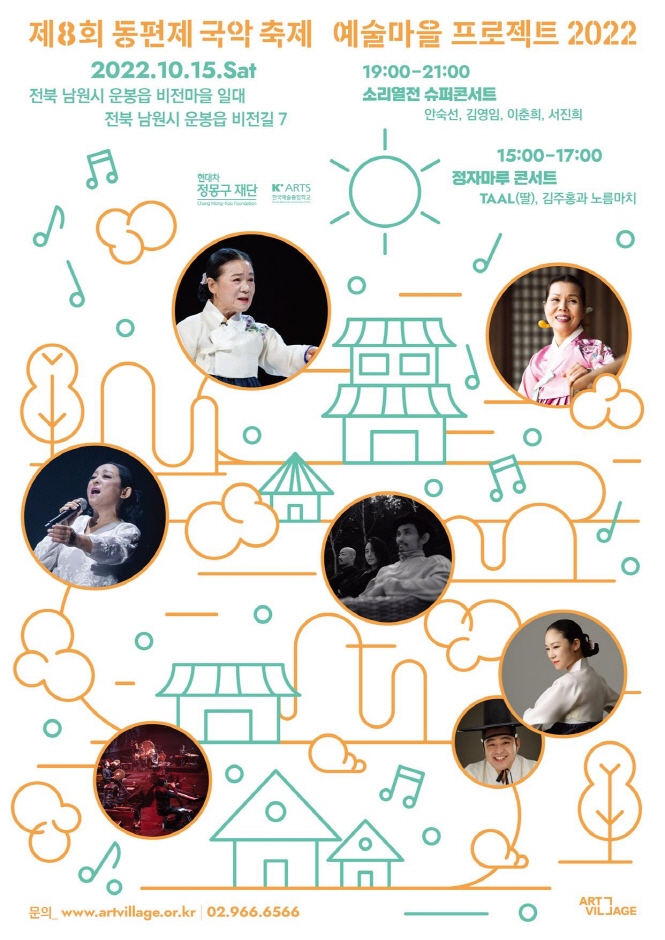 제8회 동편제 국악 축제 예술마을 프로젝트 2022
2022.10.15.Sat
전북 남원시 운봉읍 비전마을 일대
전북 남원시 운봉읍 비전길 7
19:00-21:00
소리열전 슈퍼콘서트
안숙선, 김영임, 이춘희, 서진희
15:00-17:00
정자마루 콘서트
TAAL(딸), 김주홍과 노름마치
현대차
정몽구 재단
Chung Mong-Koo Foundation
K'ARTS
한국예술종합학교
문의_ www.artvillage.or.kr | 02.966.6566
ART
VILLAGE